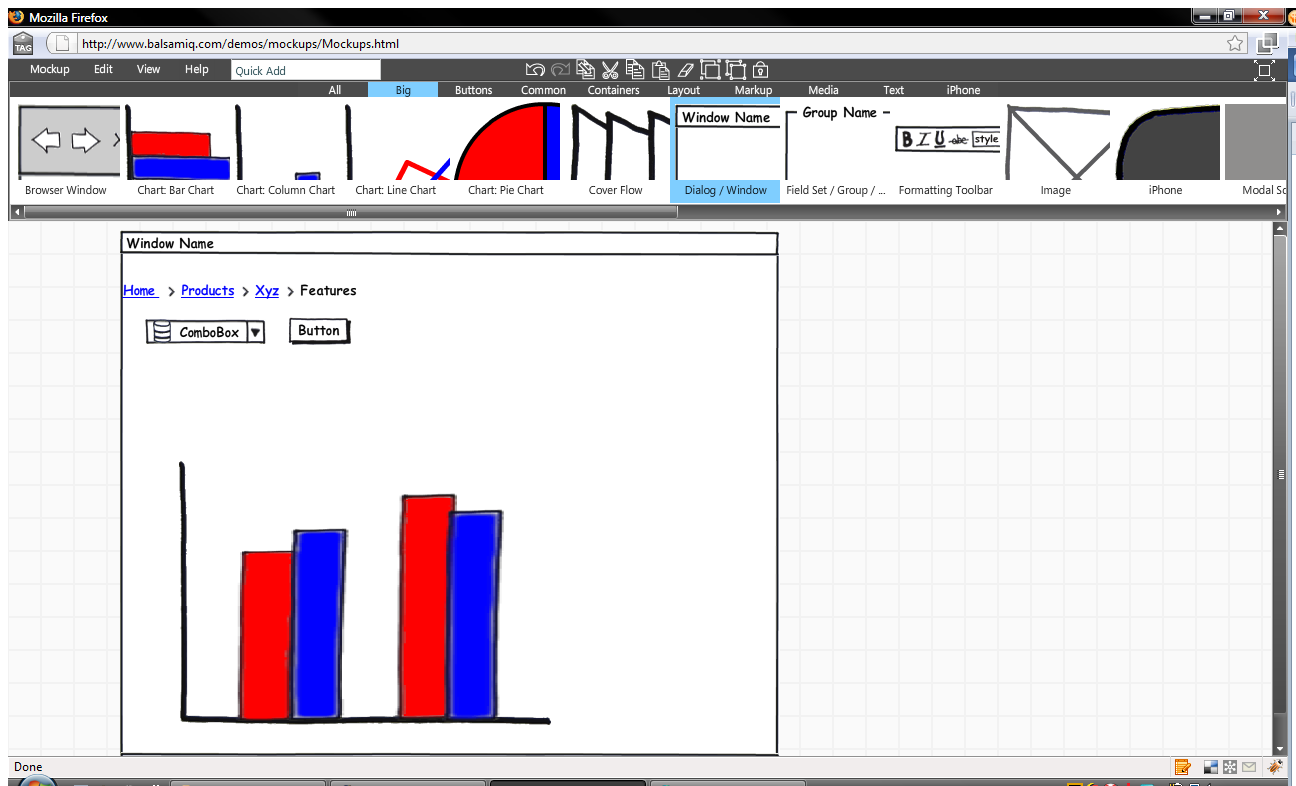 Mozilla Firefox
TAG
http://www.balsamiq.com/demos/mockups/Mockups.html
Mockup Edit View Help Quick Add
All Big Buttons Common Containers Layout Markup Media Text iPhone
Window Name
Group Name
B I U abc style
Browser Window Chart: Bar Chart Chart: Column Chart Chart: Line Chart Chart: Pie Chart Cover Flow Dialog / Window Field Set / Group / ... Formatting Toolbar Image iPhone Modal Sc
Window Name
Home > Products > Xyz > Features
ComboBox Button
Done